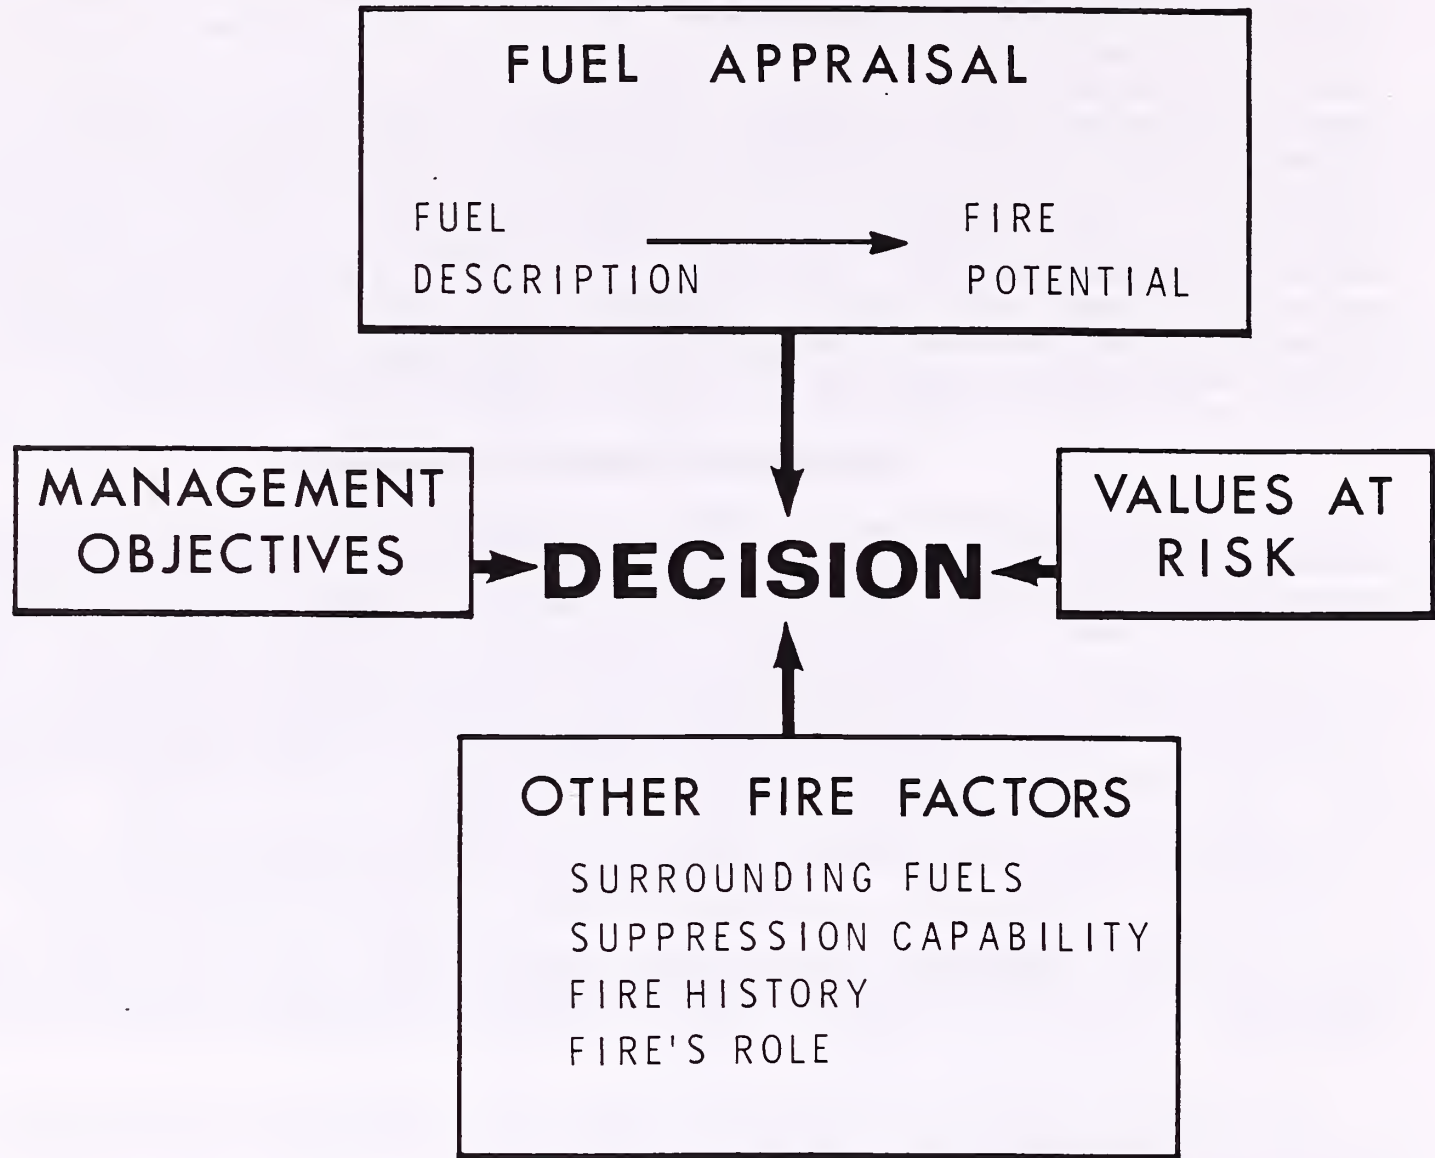 FUEL APPRAISAL
FUEL
DESCRIPTION
FIRE
POTENTIAL
MANAGEMENT
OBJECTIVES
DECISION
VALUES AT
RISK
OTHER FIRE FACTORS
SURROUNDING FUELS
SUPPRESSION CAPABILITY
FIRE HISTORY
FIRE'S ROLE